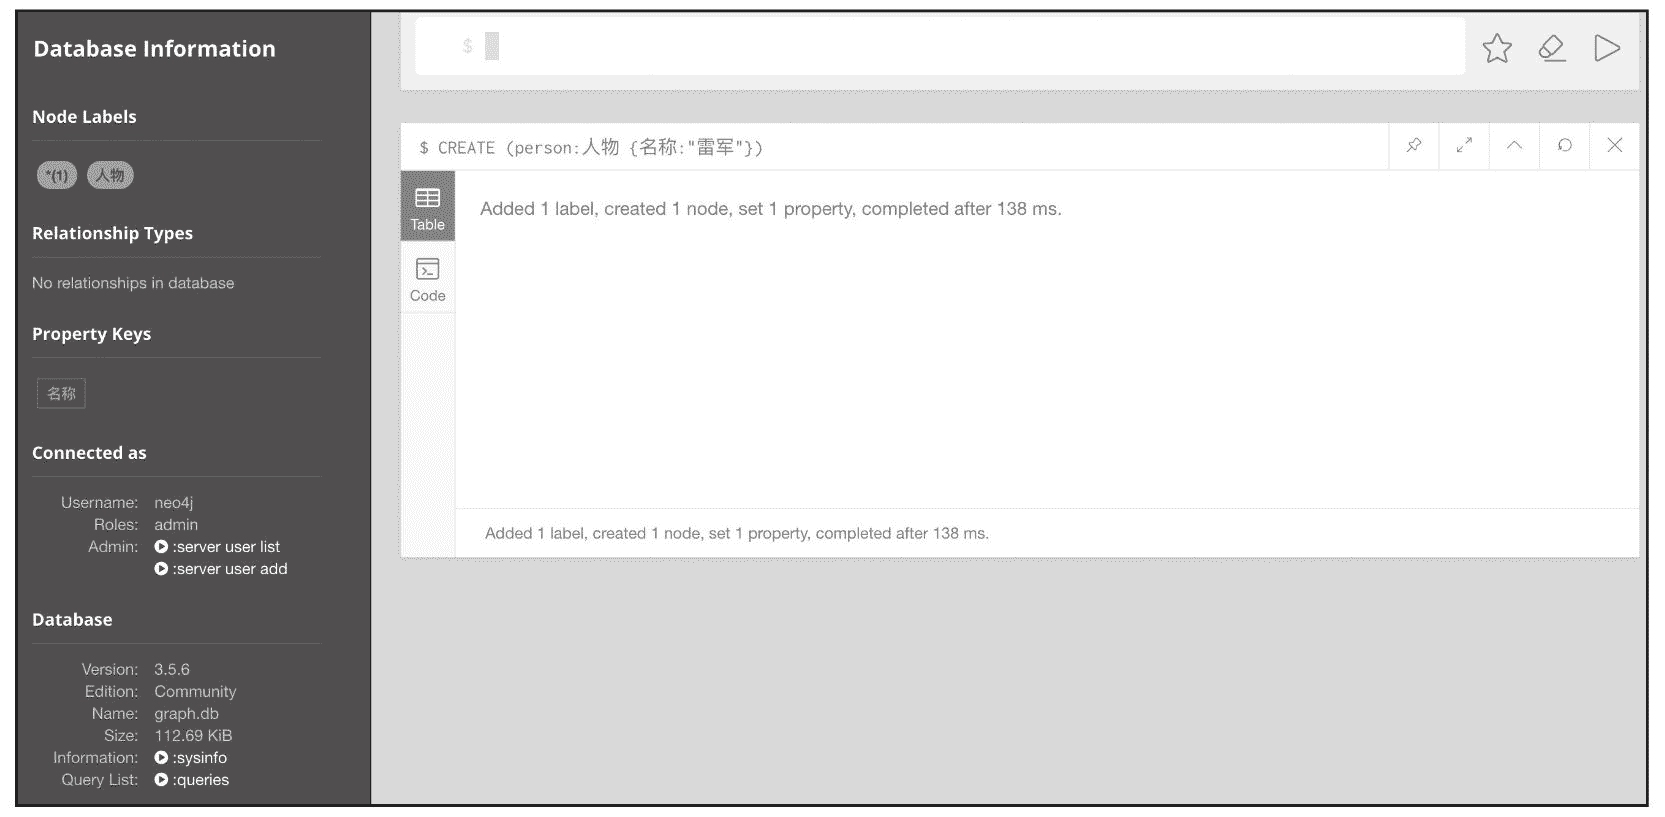 Database Information
Node Labels
*(1) 人物
Relationship Types
No relationships in database
Property Keys
名称
Connected as
Username: neo4j
Roles: admin
Admin: :server user list
:server user add
Database
Version: 3.5.6
Edition: Community
Name: graph.db
Size: 112.69 KiB
Information: :sysinfo
Query List: :queries
$
$ CREATE (person:人物 {名称:"雷军"})
Table
Added 1 label, created 1 node, set 1 property, completed after 138 ms.
Code
Added 1 label, created 1 node, set 1 property, completed after 138 ms.